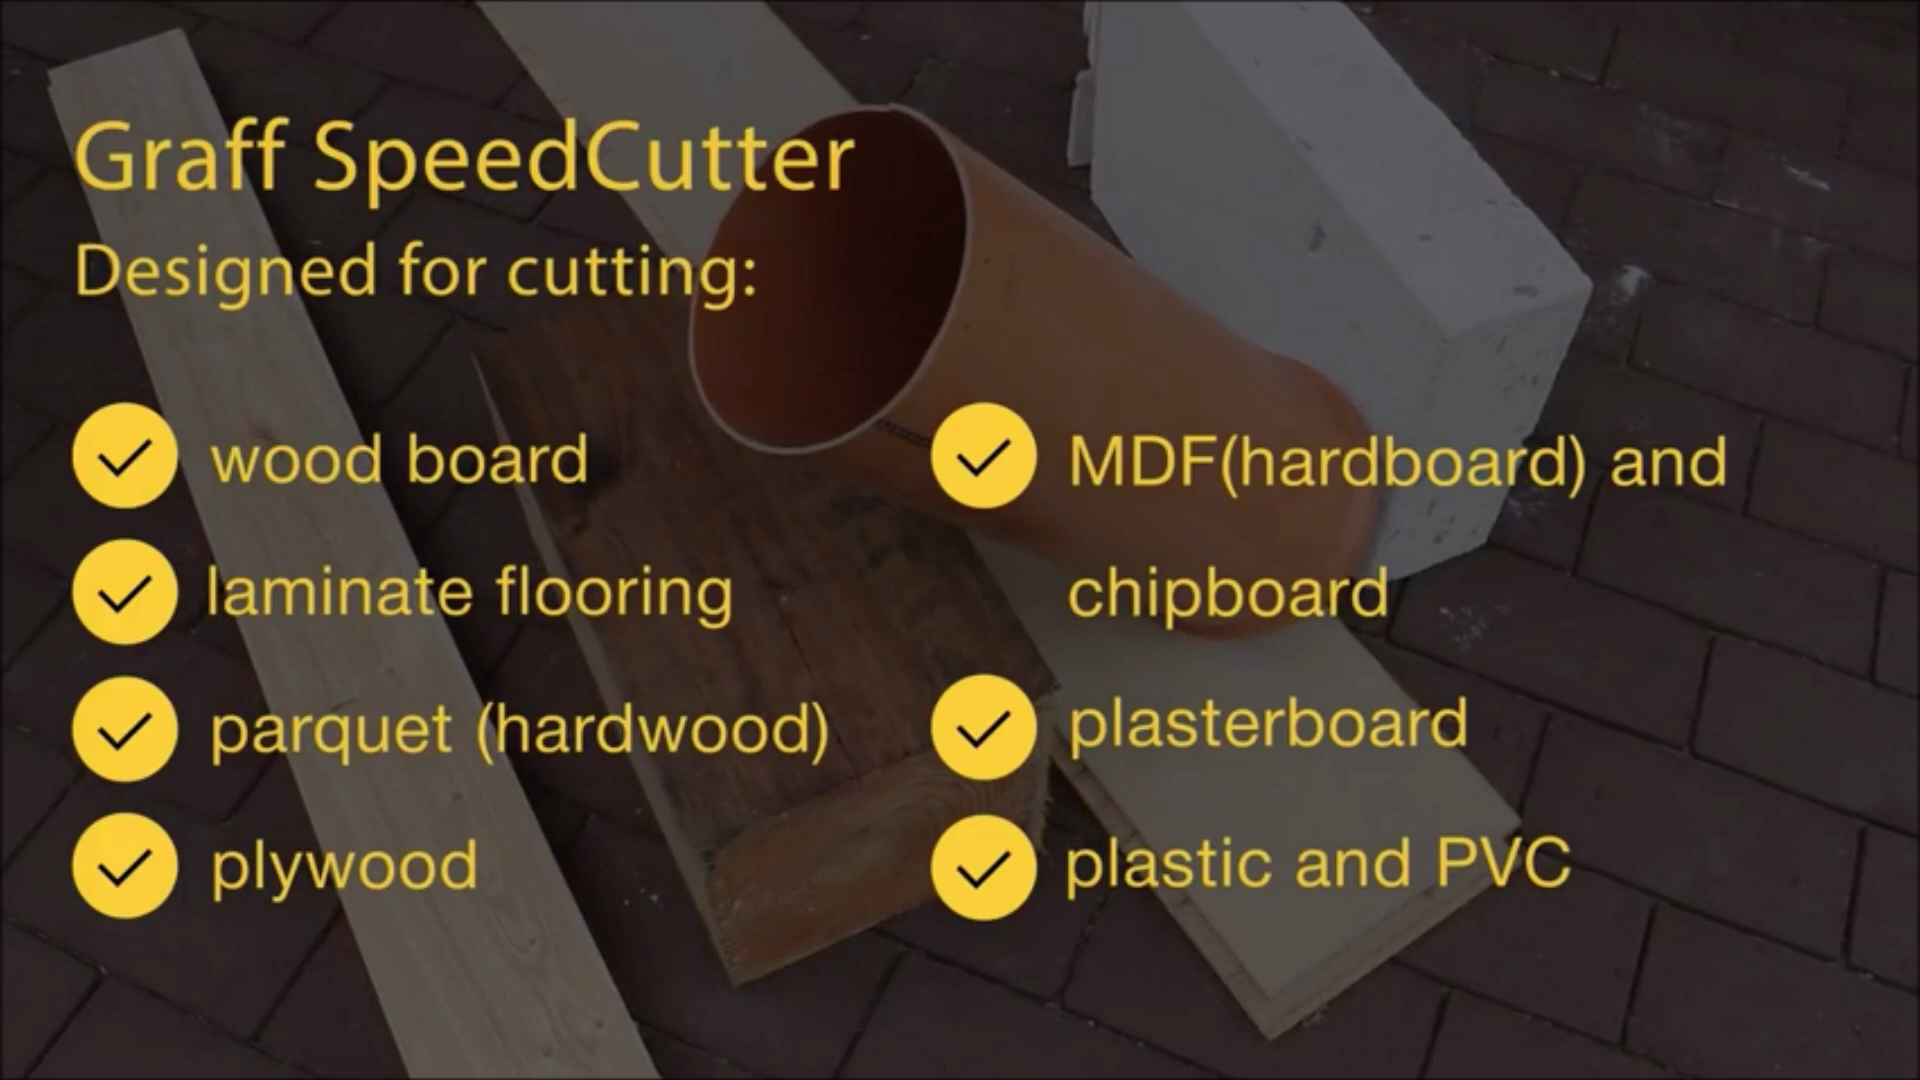 Graff SpeedCutter
Designed for cutting:
wood board
laminate flooring
parquet (hardwood)
plywood
MDF(hardboard) and
chipboard
plasterboard
plastic and PVC